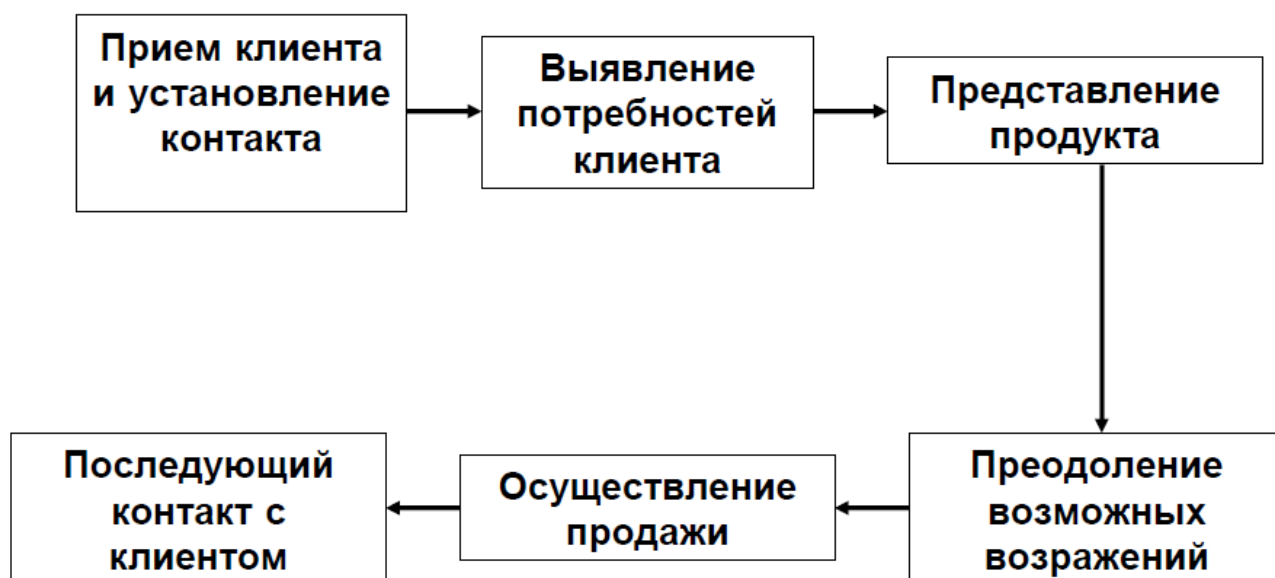 Прием клиента
и установление
контакта
Выявление
потребностей
клиента
Представление
продукта
Преодоление
возможных
возражений
Осуществление
продажи
Последующий
контакт с
клиентом